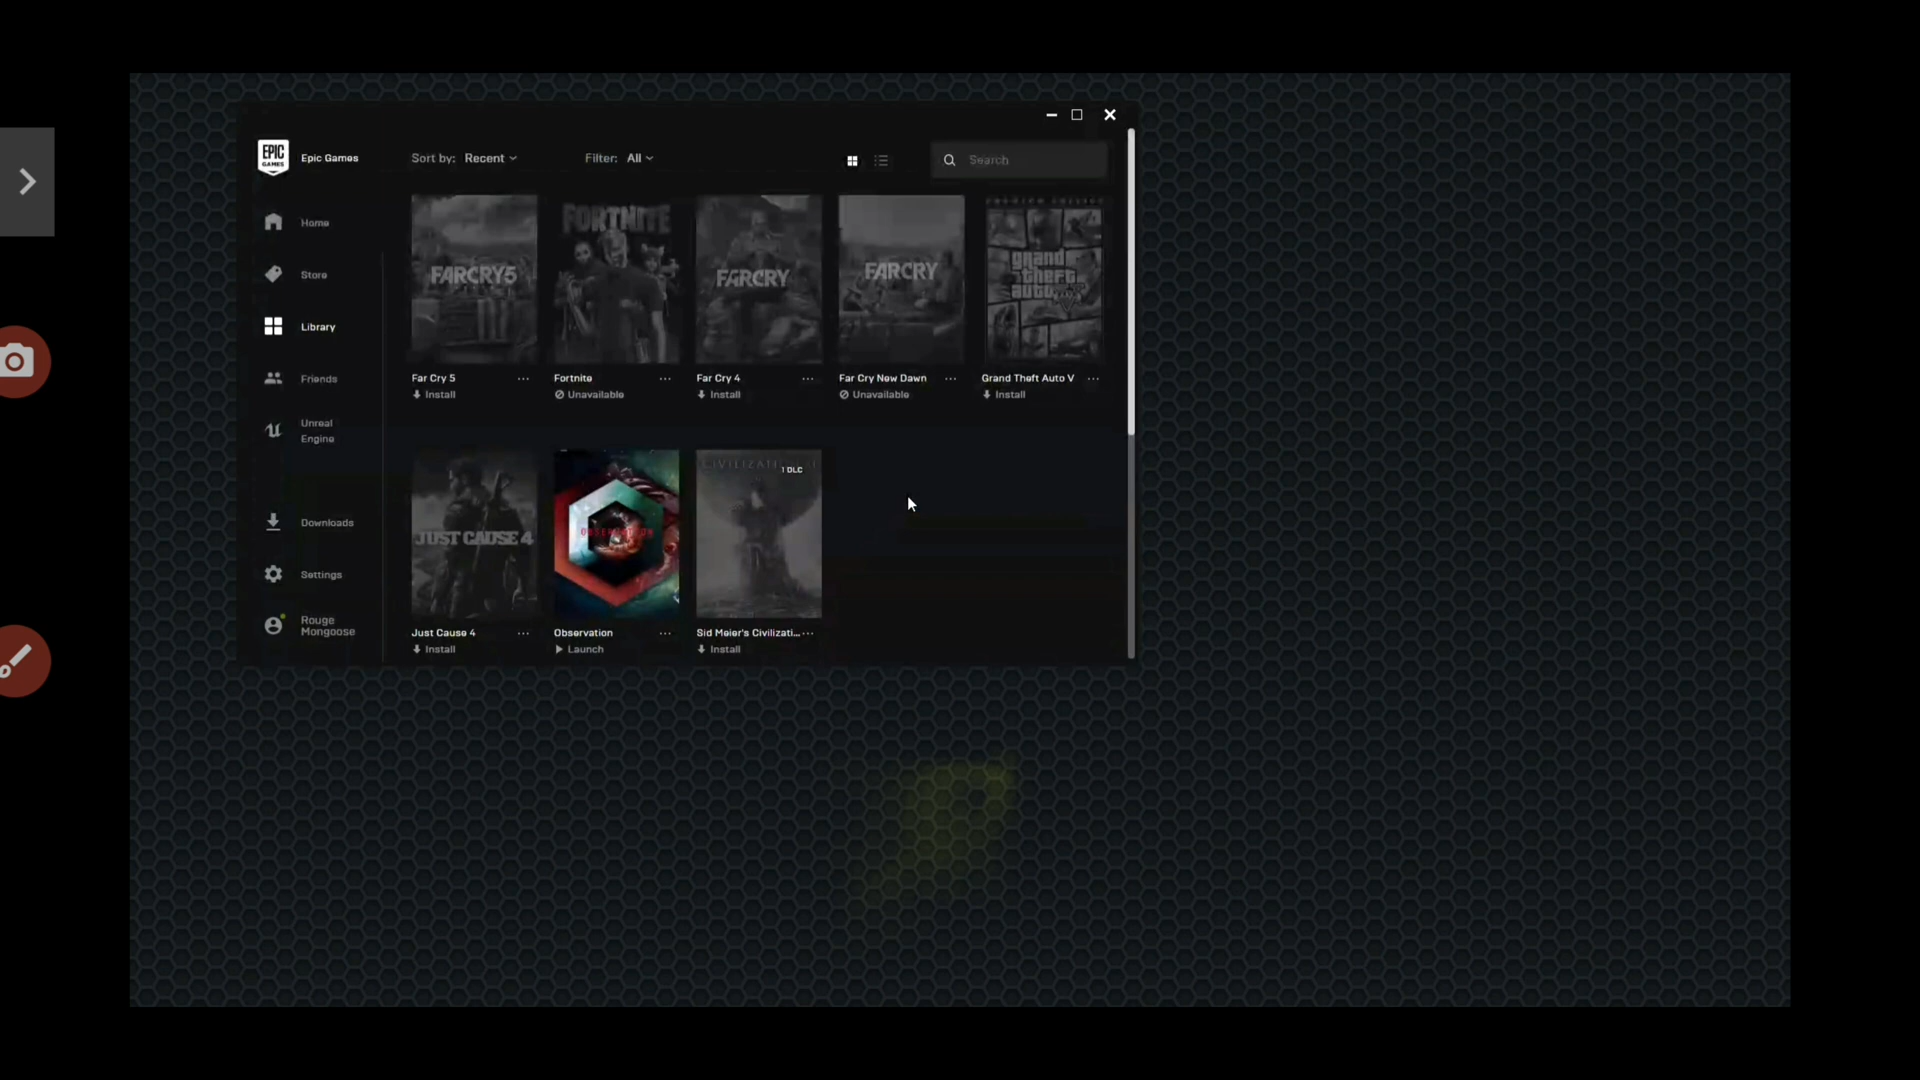 EPIC GAMES
Epic Games
Sort by: Recent
Filter: All
Search
Home
Store
Library
Friends
Unreal
Engine
Downloads
Settings
Rouge
Mongoose
FARCRY5
FORTNITE
FARCRY
FARCRY
grand
theft
auto
Far Cry 5 ...
Install
Fortnite ...
Unavailable
Far Cry 4 ...
Install
Far Cry New Dawn ...
Unavailable
Grand Theft Auto V ...
Install
JUST CAUSE 4
OBSERVATION
1 DLC
Just Cause 4 ...
Install
Observation ...
Launch
Sid Meier's Civilizati... ...
Install